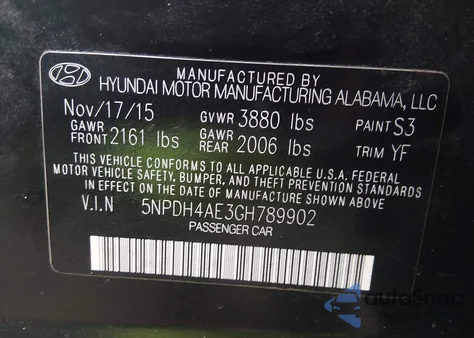 MANUFACTURED BY
HYUNDAI MOTOR MANUFACTURING ALABAMA, LLC
Nov/17/15 GVWR 3880 lbs PAINT S3
GAWR FRONT 2161 lbs GAWR REAR 2006 lbs TRIM YF
THIS VEHICLE CONFORMS TO ALL APPLICABLE U.S.A. FEDERAL
MOTOR VEHICLE SAFETY, BUMPER, AND THEFT PREVENTION STANDARDS
IN EFFECT ON THE DATE OF MANUFACTURE SHOWN ABOVE.
V.I.N 5NPDH4AE3GH789902
PASSENGER CAR
autoSnap